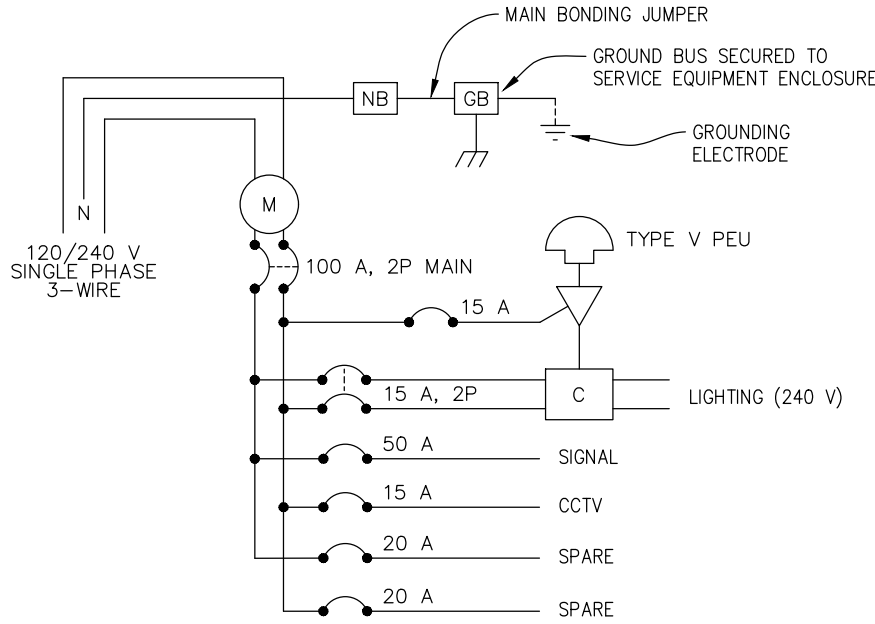 MAIN BONDING JUMPER
GROUND BUS SECURED TO
SERVICE EQUIPMENT ENCLOSURE
NB
GB
GROUNDING
ELECTRODE
M
N
120/240 V
SINGLE PHASE
3-WIRE
TYPE V PEU
100 A, 2P MAIN
15 A
15 A, 2P
C
LIGHTING (240 V)
50 A
SIGNAL
15 A
CCTV
20 A
SPARE
20 A
SPARE